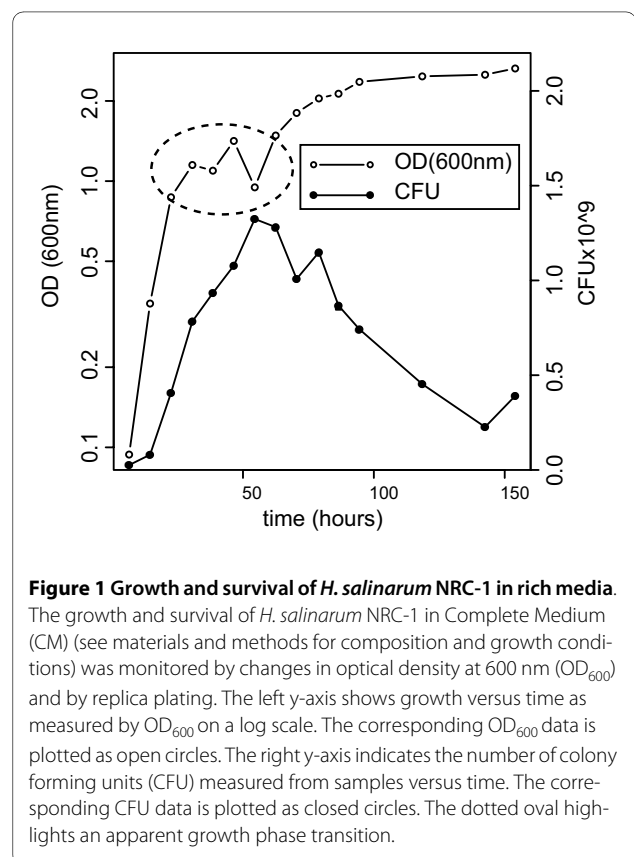 OD (600nm)
2.0
1.0
0.5
0.2
0.1
OD(600nm)
CFU
2.0
1.5
1.0
0.5
0.0
CFUx10^9
50
100
150
time (hours)
Figure 1 Growth and survival of H. salinarum NRC-1 in rich media.
The growth and survival of H. salinarum NRC-1 in Complete Medium
(CM) (see materials and methods for composition and growth condi-
tions) was monitored by changes in optical density at 600 nm (OD600)
and by replica plating. The left y-axis shows growth versus time as
measured by OD600 on a log scale. The corresponding OD600 data is
plotted as open circles. The right y-axis indicates the number of colony
forming units (CFU) measured from samples versus time. The corre-
sponding CFU data is plotted as closed circles. The dotted oval high-
lights an apparent growth phase transition.